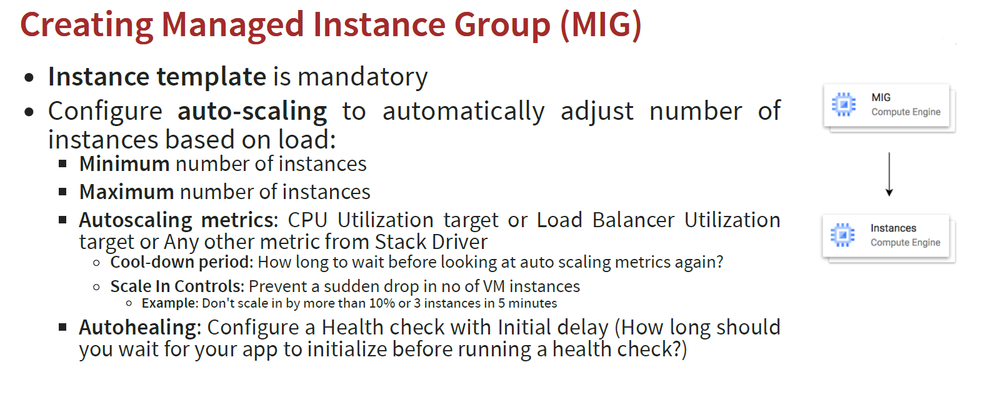 Creating Managed Instance Group (MIG)
Instance template is mandatory
Configure auto-scaling to automatically adjust number of
instances based on load:
Minimum number of instances
Maximum number of instances
Autoscaling metrics: CPU Utilization target or Load Balancer Utilization
target or Any other metric from Stack Driver
Cool-down period: How long to wait before looking at auto scaling metrics again?
Scale In Controls: Prevent a sudden drop in no of VM instances
Example: Don't scale in by more than 10% or 3 instances in 5 minutes
Autohealing: Configure a Health check with Initial delay (How long should
you wait for your app to initialize before running a health check?)
MIG
Compute Engine
Instances
Compute Engine